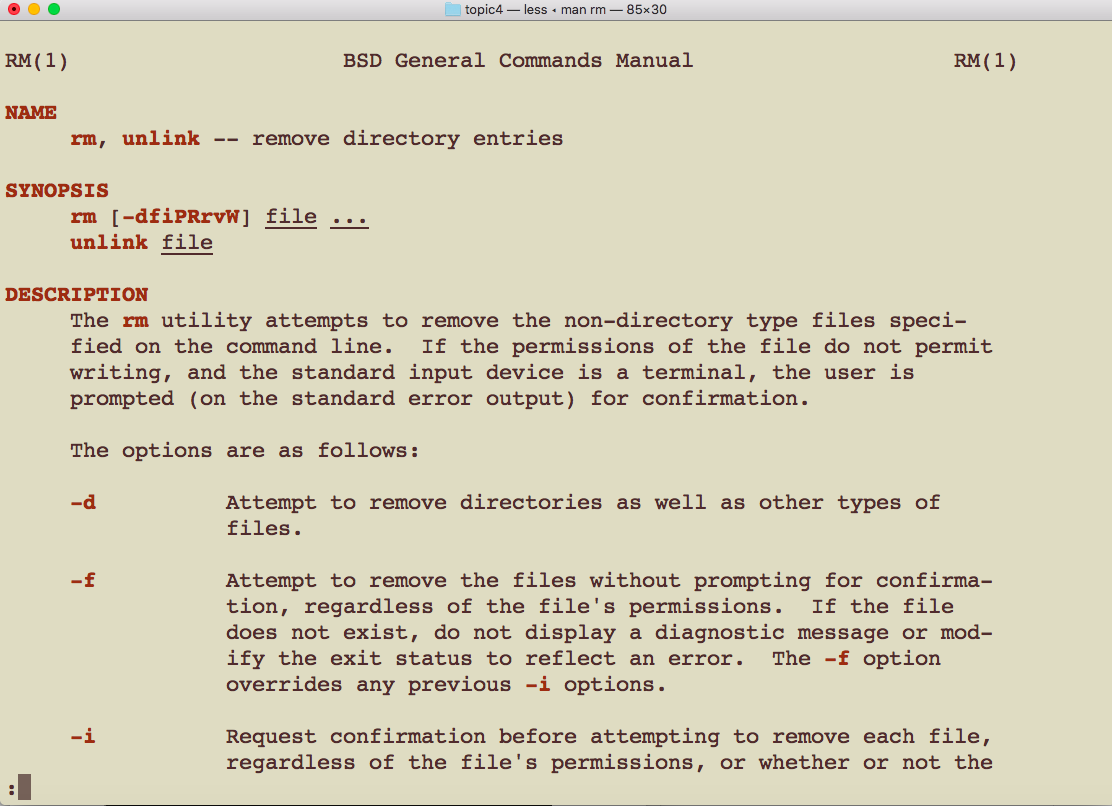 topic4 — less ◂ man rm — 85×30
RM(1)                     BSD General Commands Manual                    RM(1)
NAME
     rm, unlink -- remove directory entries
SYNOPSIS
     rm [-dfiPRrvW] file ...
     unlink file
DESCRIPTION
     The rm utility attempts to remove the non-directory type files speci-
     fied on the command line.  If the permissions of the file do not permit
     writing, and the standard input device is a terminal, the user is
     prompted (on the standard error output) for confirmation.
     The options are as follows:
     -d          Attempt to remove directories as well as other types of
                 files.
     -f          Attempt to remove the files without prompting for confirma-
                 tion, regardless of the file's permissions.  If the file
                 does not exist, do not display a diagnostic message or mod-
                 ify the exit status to reflect an error.  The -f option
                 overrides any previous -i options.
     -i          Request confirmation before attempting to remove each file,
                 regardless of the file's permissions, or whether or not the
: